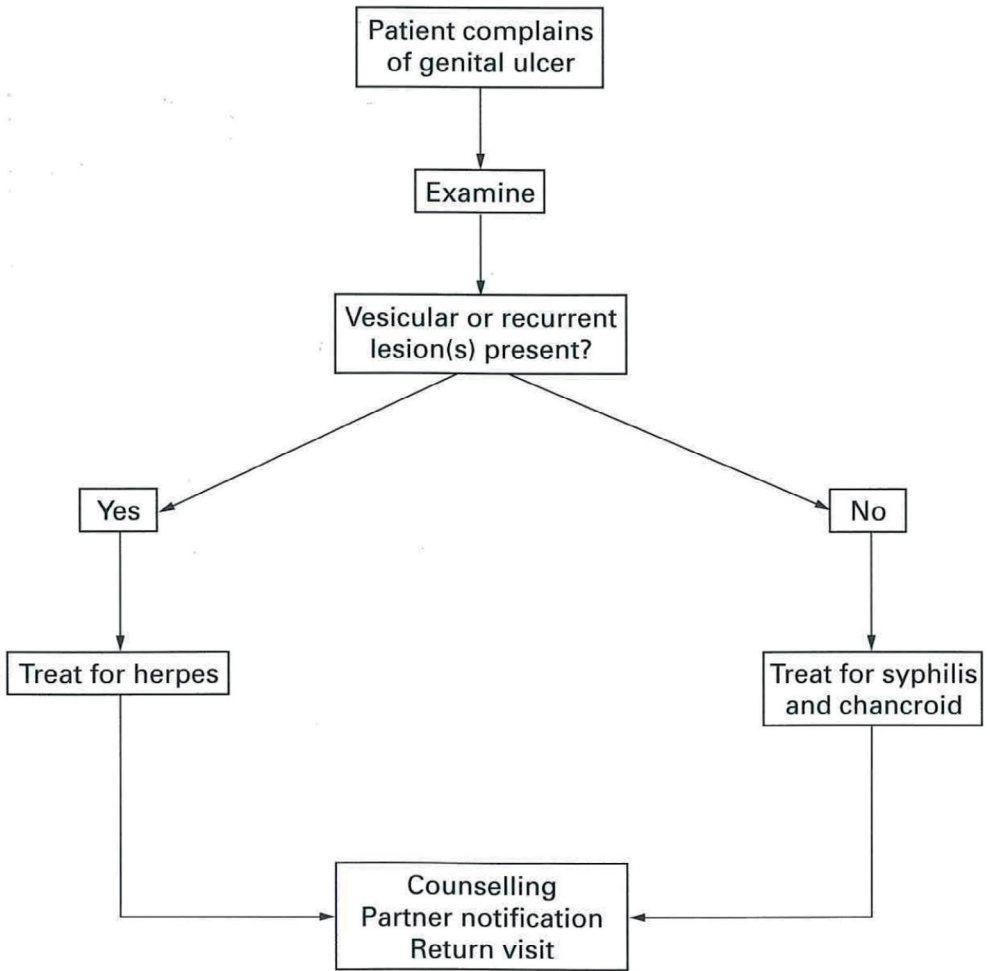 Patient complains
of genital ulcer
Examine
Vesicular or recurrent
lesion(s) present?
Yes
No
Treat for herpes
Treat for syphilis
and chancroid
Counselling
Partner notification
Return visit